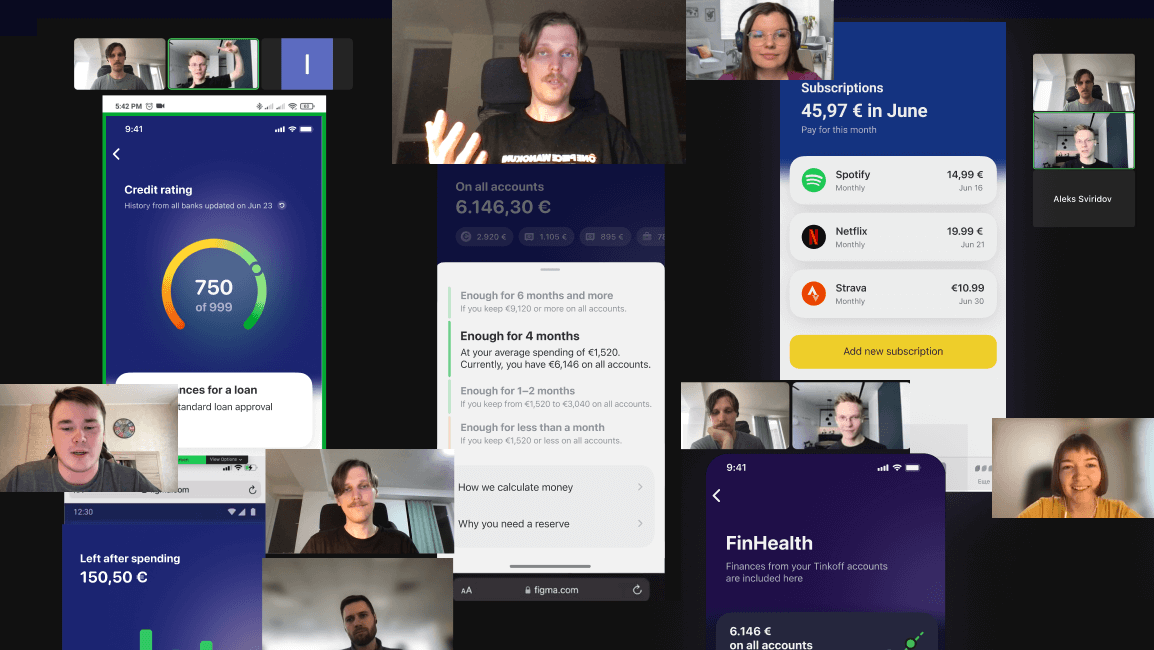 I
5:42 PM
9:41
Credit rating
History from all banks updated on Jun 23
750
of 999
nces for a loan
tandard loan approval
View Options
12:30
Left after spending
150,50 €
On all accounts
6.146,30 €
2.920 €
1.105 €
895 €
Enough for 6 months and more
If you keep €9,120 or more on all accounts.
Enough for 4 months
At your average spending of €1,520.
Currently, you have €6,146 on all accounts.
Enough for 1–2 months
If you keep from €1,520 to €3,040 on all accounts.
Enough for less than a month
If you keep €1,520 or less on all accounts.
How we calculate money
Why you need a reserve
AA
figma.com
Subscriptions
45,97 € in June
Pay for this month
Spotify
14,99 €
Monthly
Jun 16
Netflix
19.99 €
Monthly
Jun 21
Strava
€10.99
Monthly
Jun 30
Add new subscription
Aleks Sviridov
Еще
9:41
FinHealth
Finances from your Tinkoff accounts
are included here
6.146 €
on all accounts